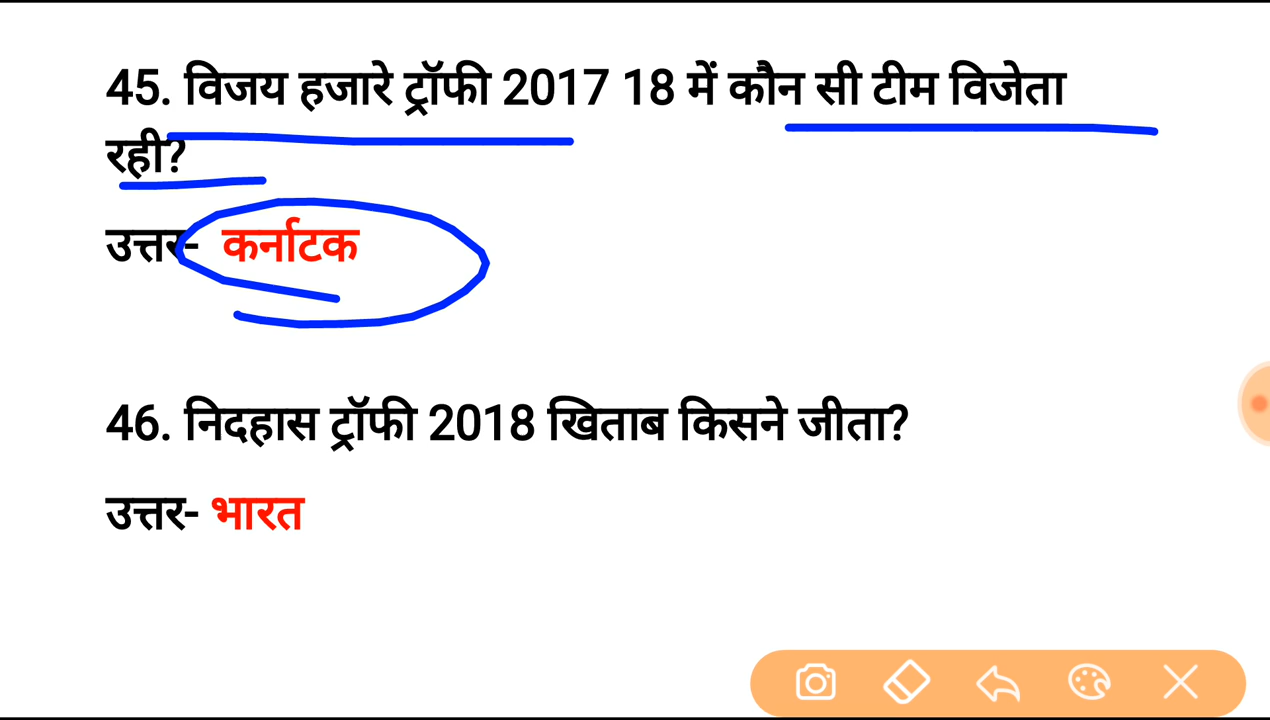 45. विजय हजारे ट्रॉफी 2017 18 में कौन सी टीम विजेता
रही?
उत्तर- कर्नाटक
46. निदहास ट्रॉफी 2018 खिताब किसने जीता?
उत्तर- भारत